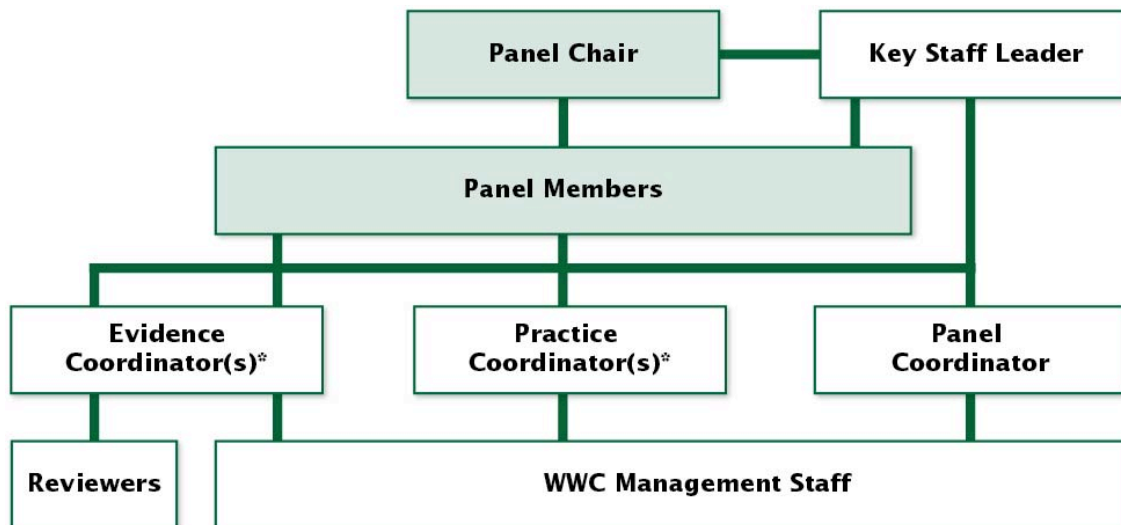 Panel Chair
Key Staff Leader
Panel Members
Evidence
Coordinator(s)*
Practice
Coordinator(s)*
Panel
Coordinator
Reviewers
WWC Management Staff